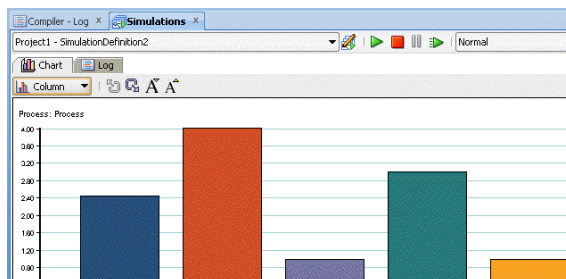 Compiler - Log x Simulations x
Project1 - SimulationDefinition2 Normal
Chart Log
Column A A
Process: Process
4.00
3.60
3.20
2.80
2.40
2.00
1.60
1.20
0.80